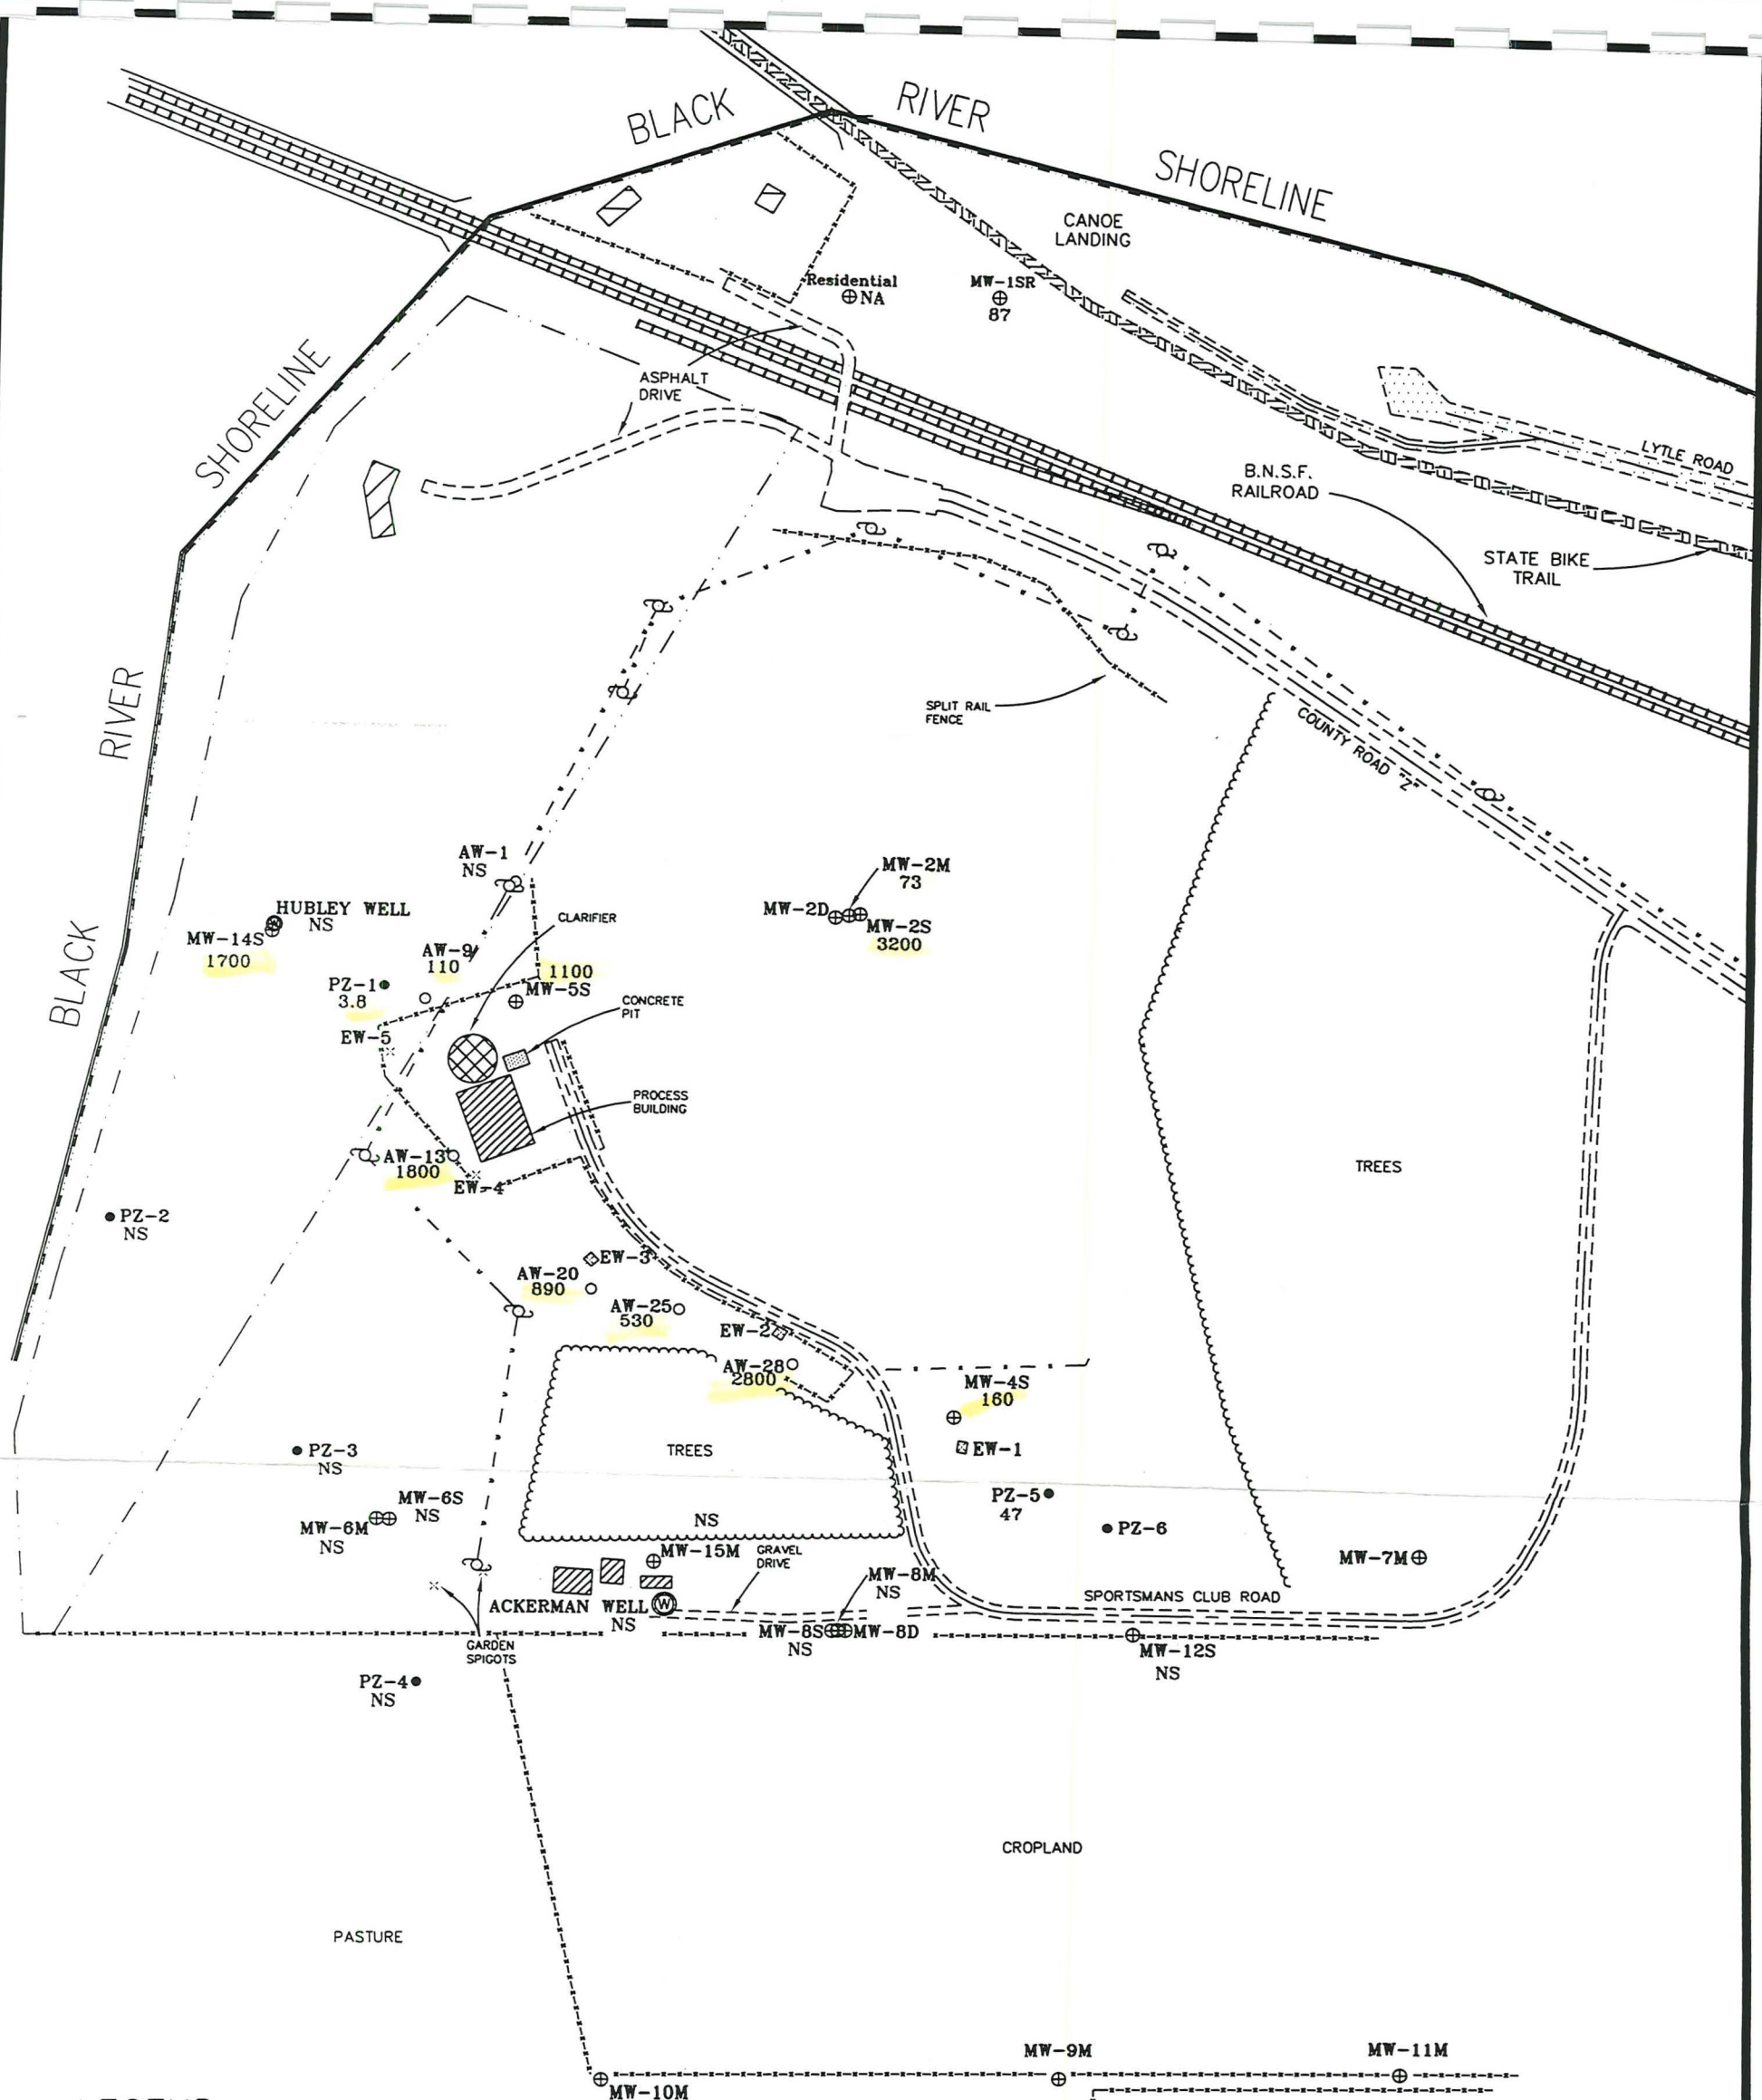 BLACK
RIVER
SHORELINE
CANOE
LANDING
Residential
NA
MW-1SR
87
ASPHALT
DRIVE
SHORELINE
LYTLE ROAD
B.N.S.F.
RAILROAD
STATE BIKE
TRAIL
SPLIT RAIL
FENCE
COUNTY ROAD "Z"
RIVER
BLACK
AW-1
NS
MW-2M
73
MW-2D
MW-2S
3200
HUBLEY WELL
NS
MW-14S
1700
CLARIFIER
AW-9
110
1100
MW-5S
PZ-1
3.8
CONCRETE
PIT
EW-5
PROCESS
BUILDING
AW-13
1800
EW-4
TREES
PZ-2
NS
EW-3
AW-20
890
AW-25
530
EW-2
AW-28
2800
MW-4S
160
EW-1
PZ-3
NS
TREES
PZ-5
47
PZ-6
MW-6S
NS
MW-6M
NS
NS
MW-15M
GRAVEL
DRIVE
MW-7M
MW-8M
NS
SPORTSMANS CLUB ROAD
ACKERMAN WELL
NS
MW-8S
NS
MW-8D
MW-12S
NS
GARDEN
SPIGOTS
PZ-4
NS
CROPLAND
PASTURE
MW-9M
MW-11M
MW-10M